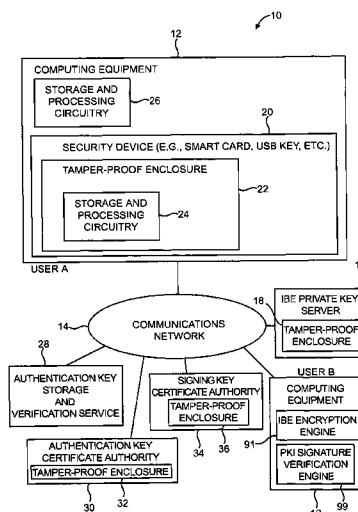 10
12
COMPUTING EQUIPMENT
STORAGE AND
PROCESSING
CIRCUITRY
26
20
SECURITY DEVICE (E.G., SMART CARD, USB KEY, ETC.)
TAMPER-PROOF ENCLOSURE
22
STORAGE AND
PROCESSING
CIRCUITRY
24
USER A
14
COMMUNICATIONS
NETWORK
18
IBE PRIVATE KEY
SERVER
TAMPER-PROOF
ENCLOSURE
28
AUTHENTICATION KEY
STORAGE
AND
VERIFICATION SERVICE
AUTHENTICATION KEY
CERTIFICATE AUTHORITY
TAMPER-PROOF ENCLOSURE
30
32
SIGNING KEY
CERTIFICATE AUTHORITY
TAMPER-PROOF
ENCLOSURE
34
36
USER B
COMPUTING
EQUIPMENT
91
IBE ENCRYPTION
ENGINE
PKI SIGNATURE
VERIFICATION
ENGINE
99